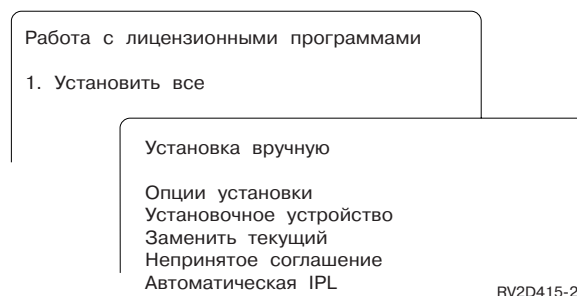 Работа с лицензионными программами
1. Установить все
Установка вручную
Опции установки
Установочное устройство
Заменить текущий
Непринятое соглашение
Автоматическая IPL
RV2D415-2